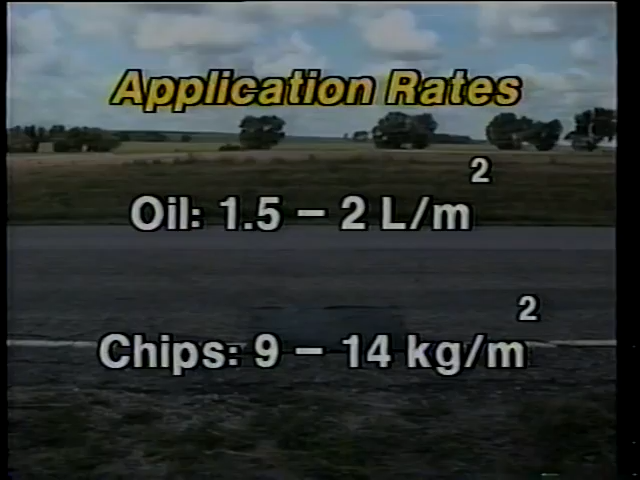 Application Rates
Oil: 1.5 – 2 L/m²
Chips: 9 – 14 kg/m²